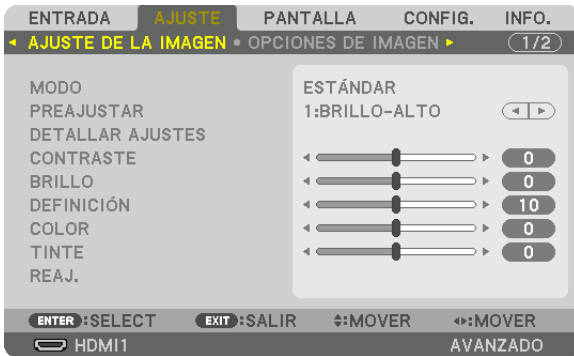 ENTRADA AJUSTE PANTALLA CONFIG. INFO.
AJUSTE DE LA IMAGEN OPCIONES DE IMAGEN 1/2
MODO ESTÁNDAR
PREAJUSTAR 1:BRILLO-ALTO
DETALLAR AJUSTES
CONTRASTE 0
BRILLO 0
DEFINICIÓN 10
COLOR 0
TINTE 0
REAJ.
ENTER:SELECT EXIT:SALIR :MOVER :MOVER
HDMI1 AVANZADO